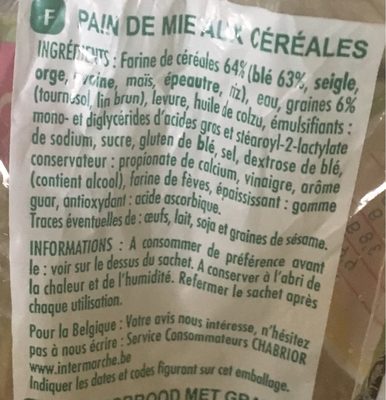 F PAIN DE MIE AUX CÉRÉALES
INGRÉDIENTS : Farine de céréales 64% (blé 63%, seigle,
orge, avoine, maïs, épeautre, riz), eau, graines 6%
(tournesol, lin brun), levure, huile de colza, émulsifiants :
mono- et diglycérides d'acides gras et stéaroyl-2-lactylate
de sodium, sucre, gluten de blé, sel, dextrose de blé,
conservateur : propionate de calcium, vinaigre, arôme
(contient alcool), farine de fèves, épaississant : gomme
guar, antioxydant : acide ascorbique.
Traces éventuelles de : œufs, lait, soja et graines de sésame.
INFORMATIONS : A consommer de préférence avant
le : voir sur le dessus du sachet. A conserver à l'abri de
la chaleur et de l'humidité. Refermer le sachet après
chaque utilisation.
Pour la Belgique : Votre avis nous intéresse, n'hésitez
pas à nous écrire : Service Consommateurs CHABRIOR
www.intermarche.be
Indiquer les dates et codes figurant sur cet emballage.
MET